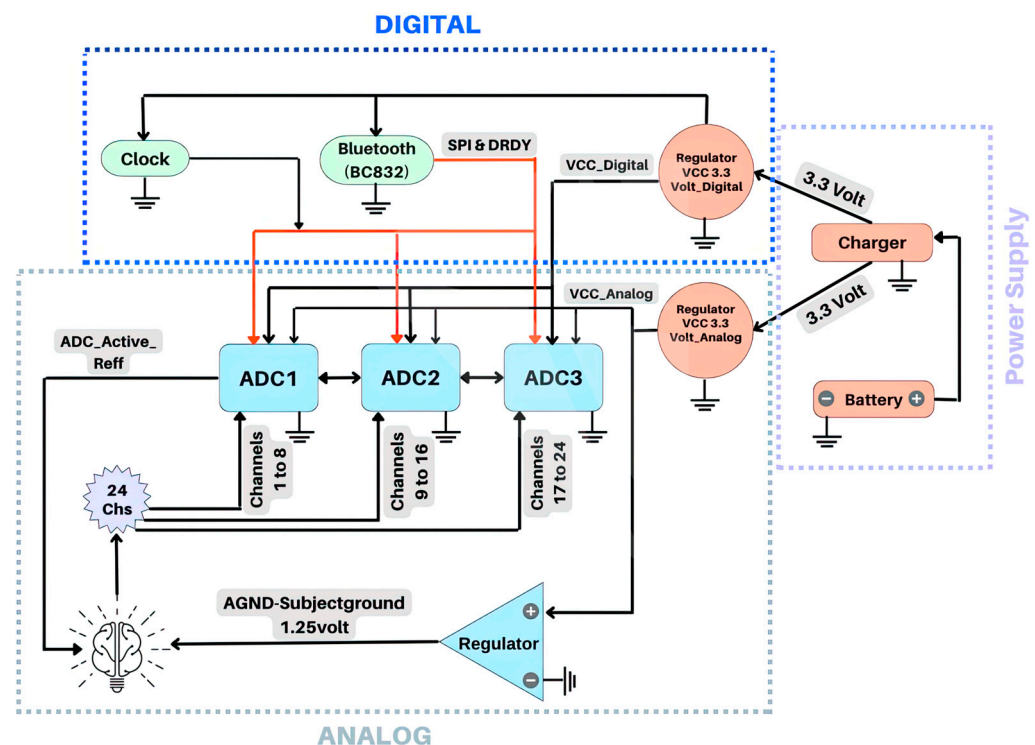 DIGITAL
Clock
Bluetooth
(BC832)
SPI & DRDY
VCC_Digital
Regulator
VCC 3.3
Volt_Digital
3.3 Volt
Charger
3.3 Volt
Power Supply
Battery
VCC_Analog
Regulator
VCC 3.3
Volt_Analog
ADC_Active_
Reff
ADC1
ADC2
ADC3
Channels
1 to 8
Channels
9 to 16
Channels
17 to 24
24
Chs
AGND-Subjectground
1.25volt
Regulator
ANALOG